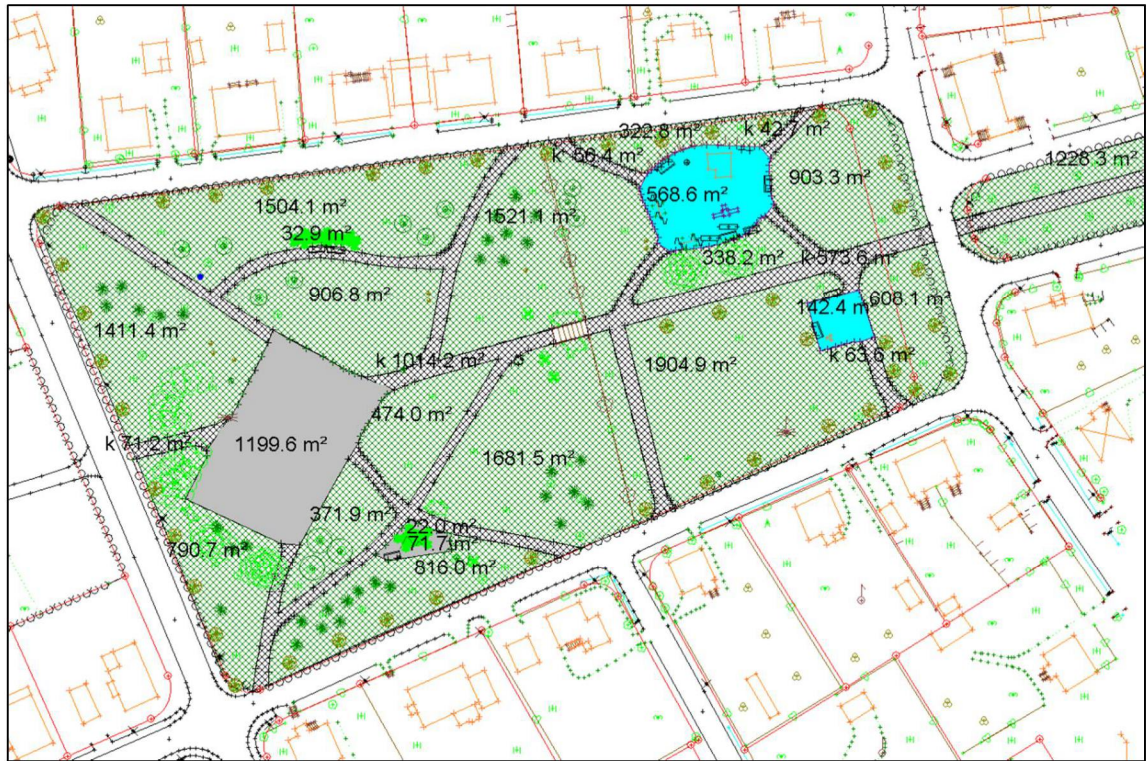 322.8 m²
k 42.7 m²
k 56.4 m²
1228.3 m²
903.3 m²
568.6 m²
1504.1 m²
1521.1 m²
32.9 m²
338.2 m²
k 573.6 m²
906.8 m²
608.1 m²
142.4 m²
1411.4 m²
k 63.6 m²
k 1014.2 m²
1904.9 m²
474.0 m²
k 71.2 m²
1199.6 m²
1681.5 m²
371.9 m²
22.0 m²
790.7 m²
71.7 m²
816.0 m²